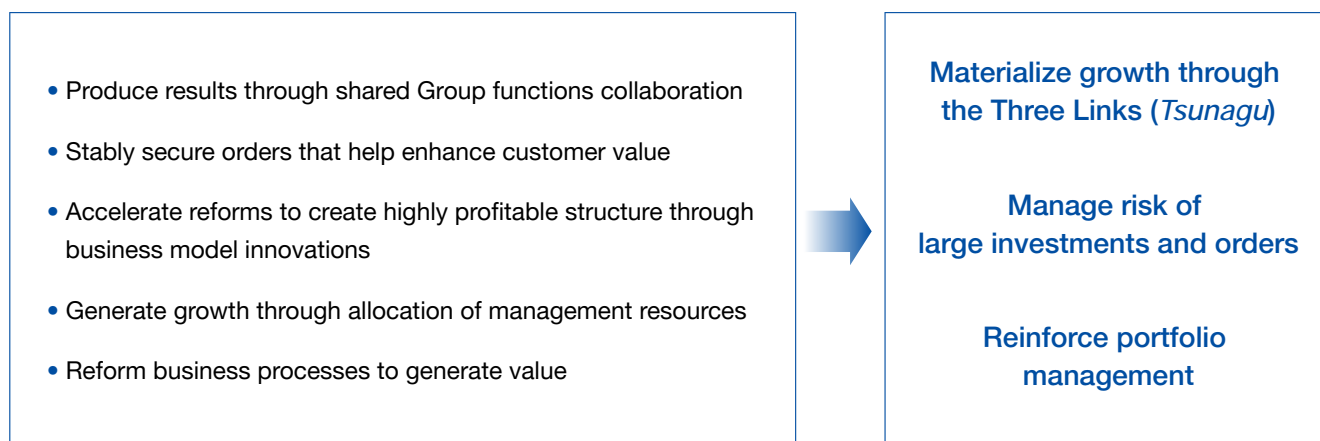 • Produce results through shared Group functions collaboration
• Stably secure orders that help enhance customer value
• Accelerate reforms to create highly profitable structure through
business model innovations
• Generate growth through allocation of management resources
• Reform business processes to generate value
Materialize growth through
the Three Links (Tsunagu)
Manage risk of
large investments and orders
Reinforce portfolio
management